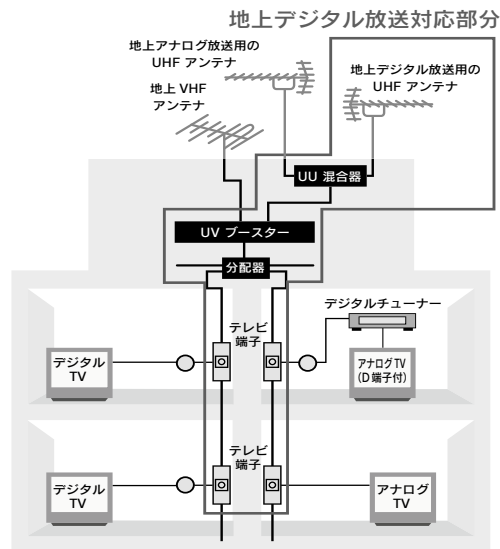 地上デジタル放送対応部分
地上アナログ放送用の
UHF アンテナ
地上デジタル放送用の
UHF アンテナ
地上 VHF
アンテナ
UU 混合器
UV ブースター
分配器
デジタルチューナー
テレビ
端子
デジタル
TV
アナログTV
（D 端子付）
テレビ
端子
デジタル
TV
アナログ
TV